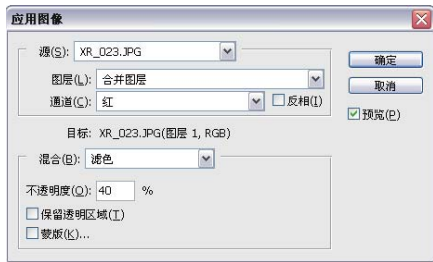 应用图像
源(S): XR_023.JPG
确定
图层(L): 合并图层
取消
通道(C): 红 反相(I)
预览(P)
目标: XR_023.JPG(图层 1, RGB)
混合(B): 滤色
不透明度(O): 40 %
保留透明区域(T)
蒙版(K)...